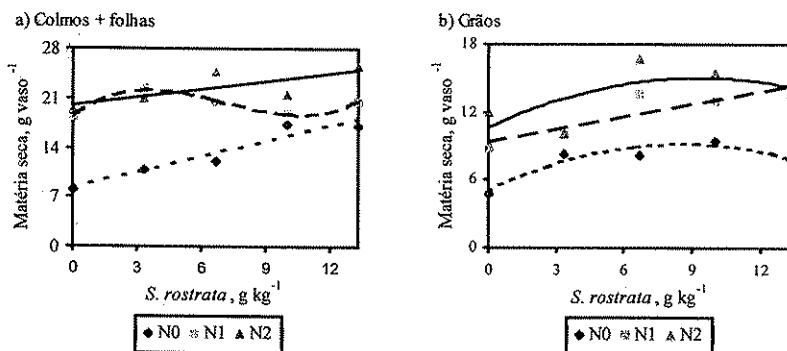 a) Colmos + folhas
Matéria seca, g vaso⁻¹
28
21
14
7
0
0 3 6 9 12
S. rostrata , g kg⁻¹
◆ N0 N1 ▲ N2
b) Grãos
Matéria seca, g vaso⁻¹
18
12
6
0
0 3 6 9 12
S. rostrata , g kg⁻¹
◆ N0 N1 ▲ N2